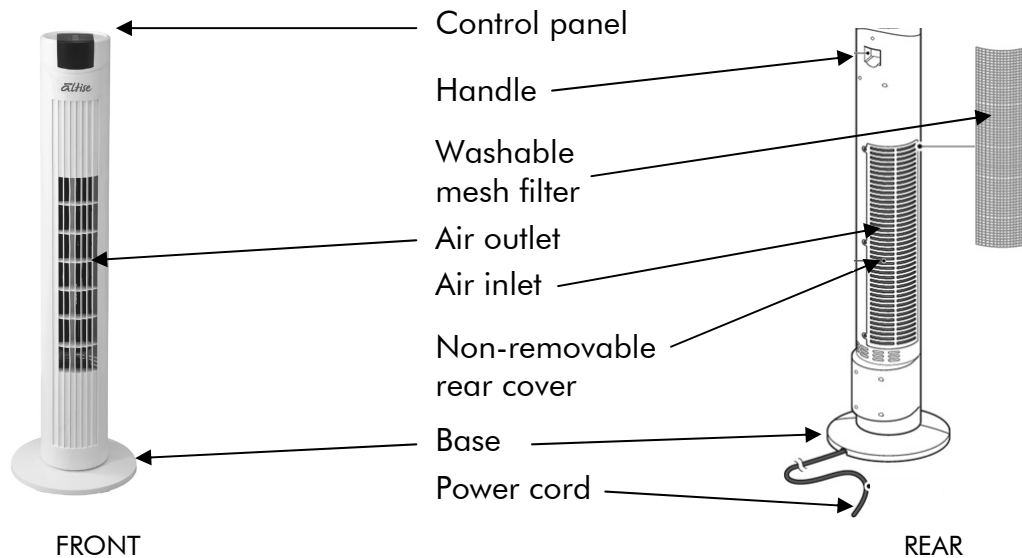 Control panel
Altise
Handle
Washable
mesh filter
Air outlet
Air inlet
Non-removable
rear cover
Base
Power cord
FRONT
REAR